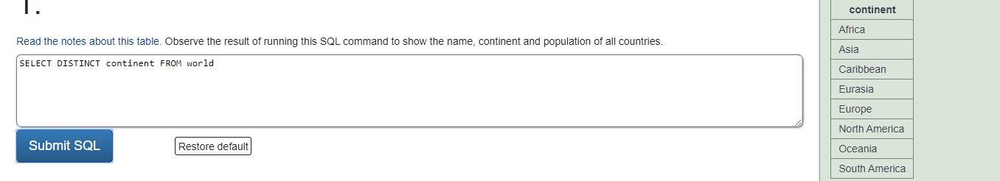 1.
Read the notes about this table. Observe the result of running this SQL command to show the name, continent and population of all countries.
SELECT DISTINCT continent FROM world
Submit SQL
Restore default
continent
Africa
Asia
Caribbean
Eurasia
Europe
North America
Oceania
South America